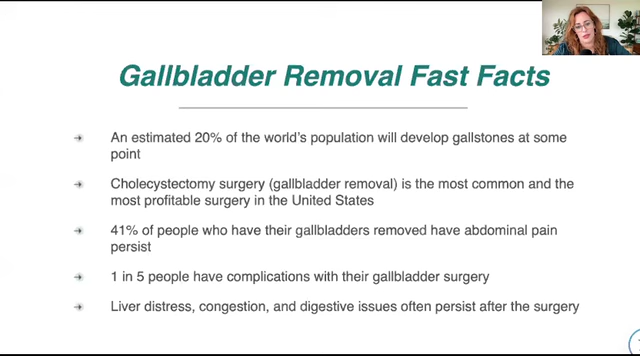 Gallbladder Removal Fast Facts
An estimated 20% of the world's population will develop gallstones at some
point
Cholecystectomy surgery (gallbladder removal) is the most common and the
most profitable surgery in the United States
41% of people who have their gallbladders removed have abdominal pain
persist
1 in 5 people have complications with their gallbladder surgery
Liver distress, congestion, and digestive issues often persist after the surgery